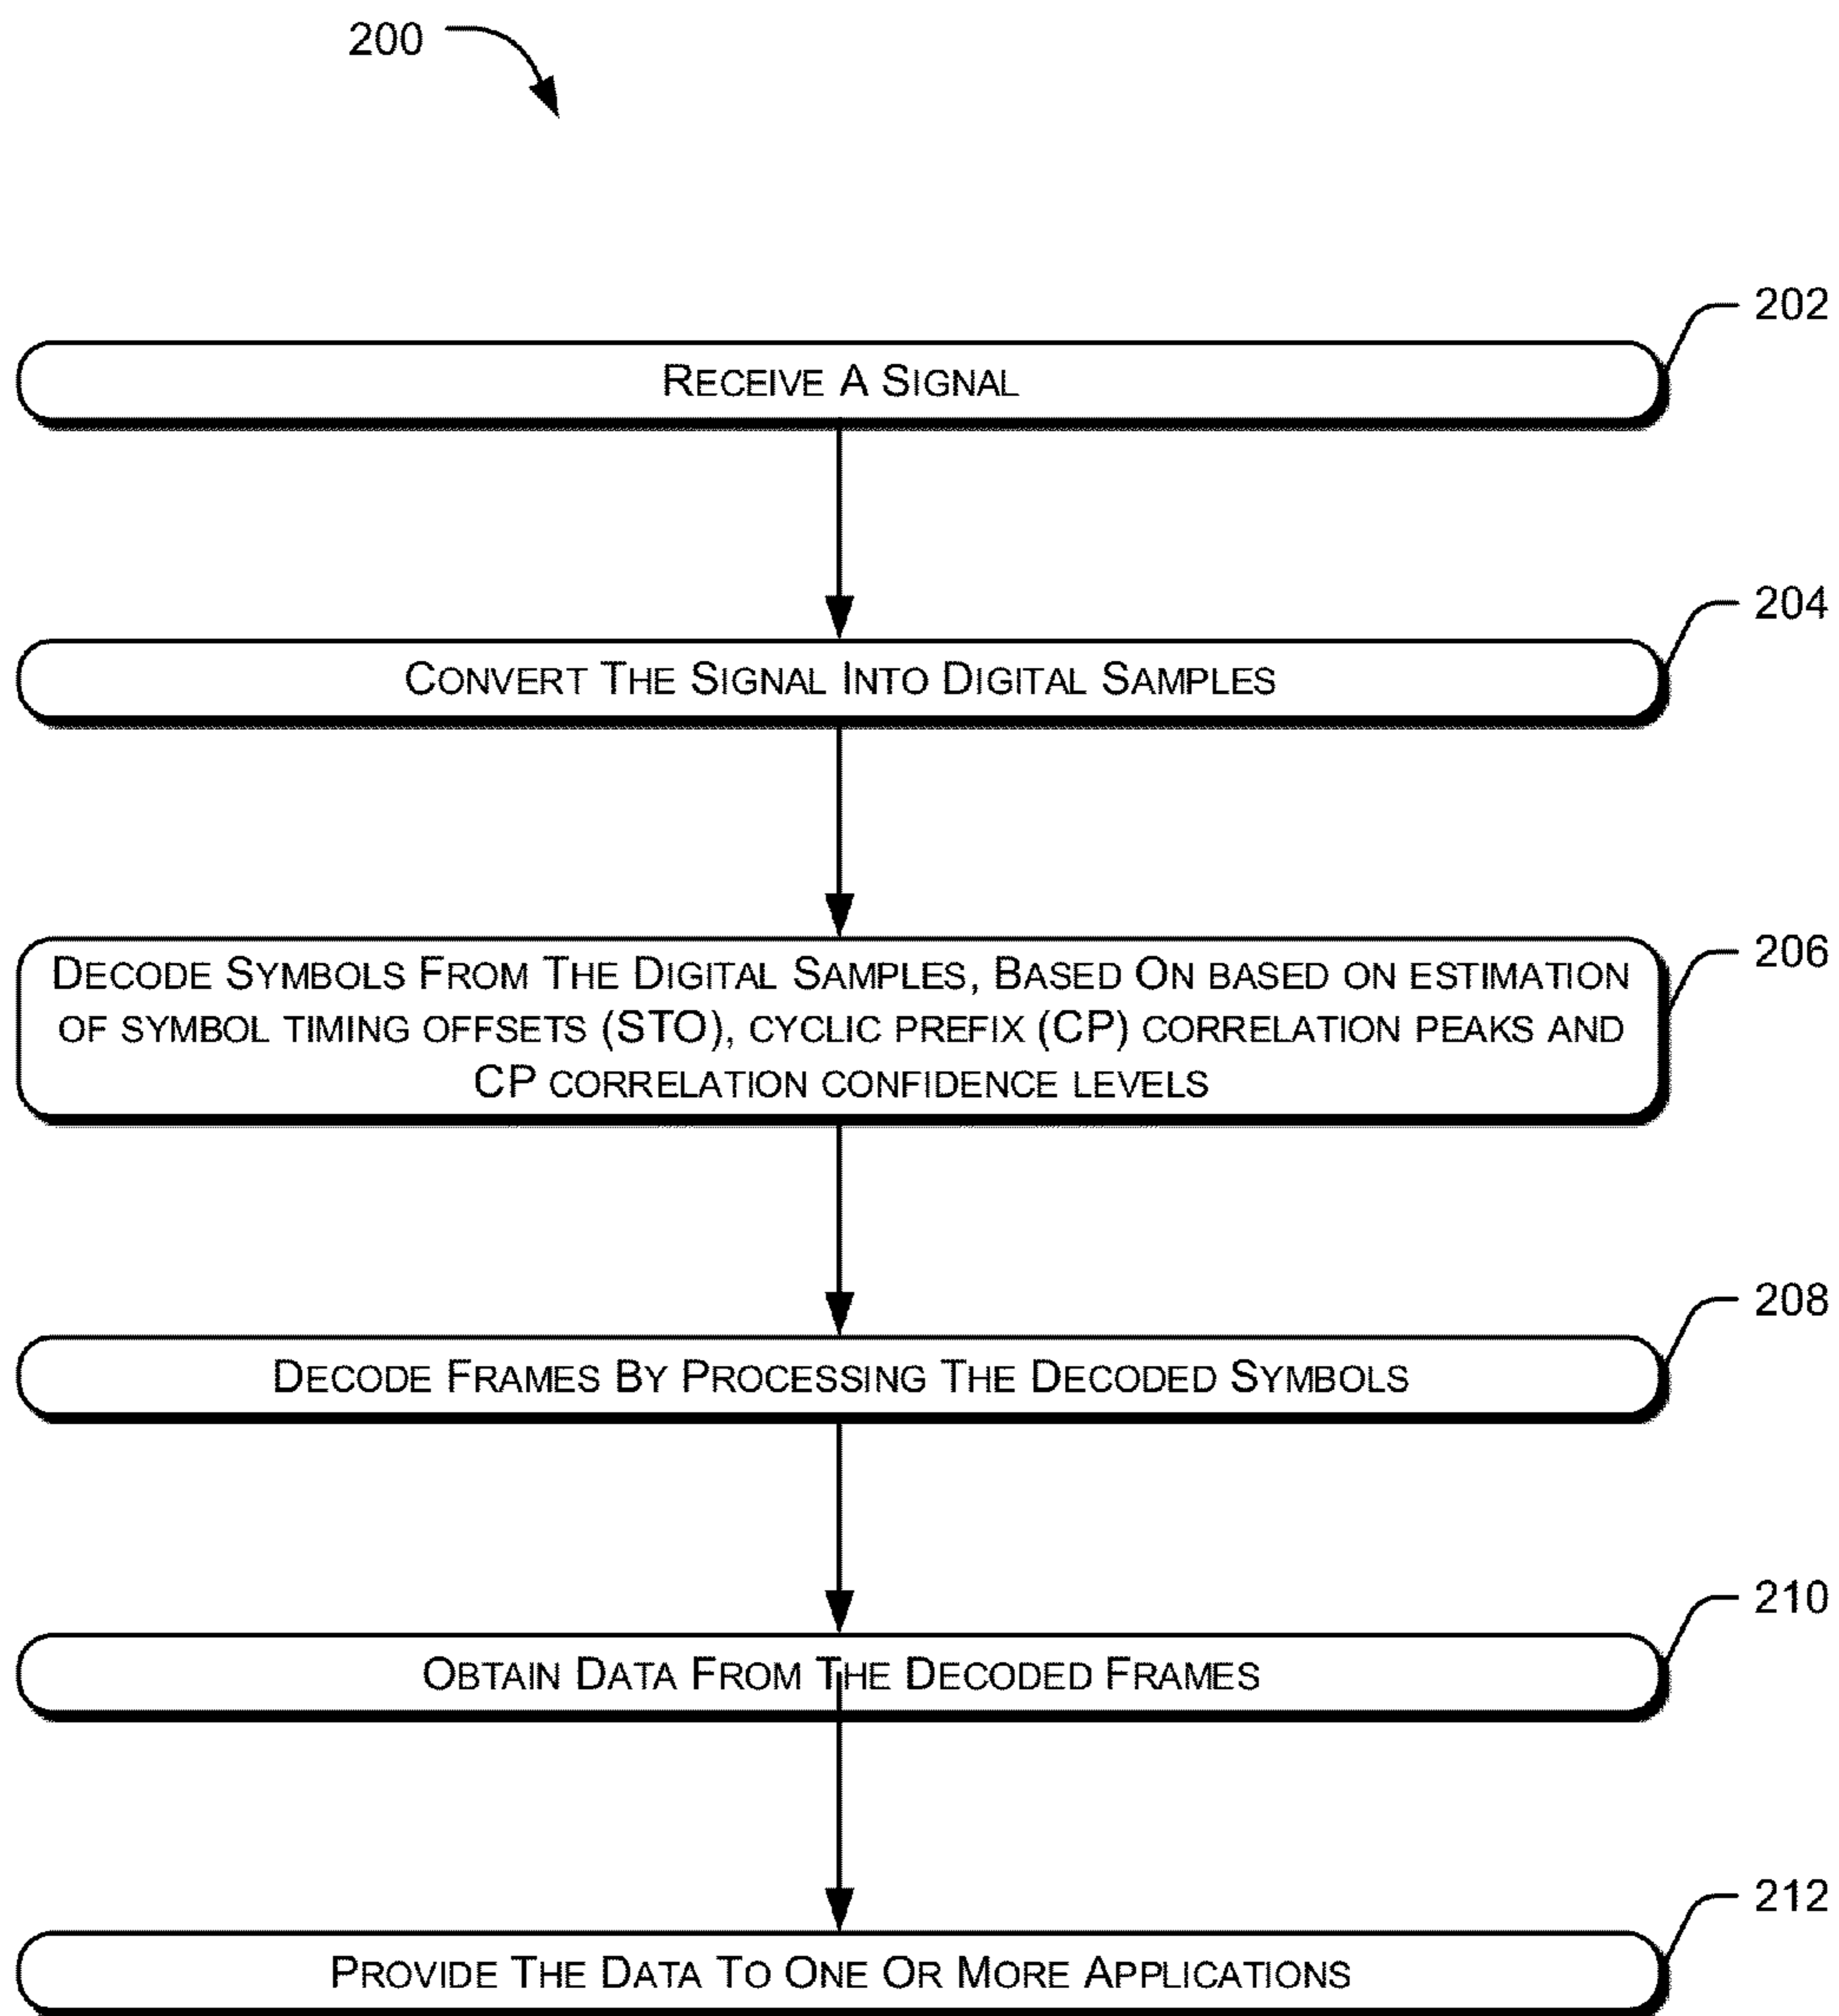 200
202
RECEIVE A SIGNAL
204
CONVERT THE SIGNAL INTO DIGITAL SAMPLES
206
DECODE SYMBOLS FROM THE DIGITAL SAMPLES, BASED ON BASED ON ESTIMATION
OF SYMBOL TIMING OFFSETS (STO), CYCLIC PREFIX (CP) CORRELATION PEAKS AND
CP CORRELATION CONFIDENCE LEVELS
208
DECODE FRAMES BY PROCESSING THE DECODED SYMBOLS
210
OBTAIN DATA FROM THE DECODED FRAMES
212
PROVIDE THE DATA TO ONE OR MORE APPLICATIONS